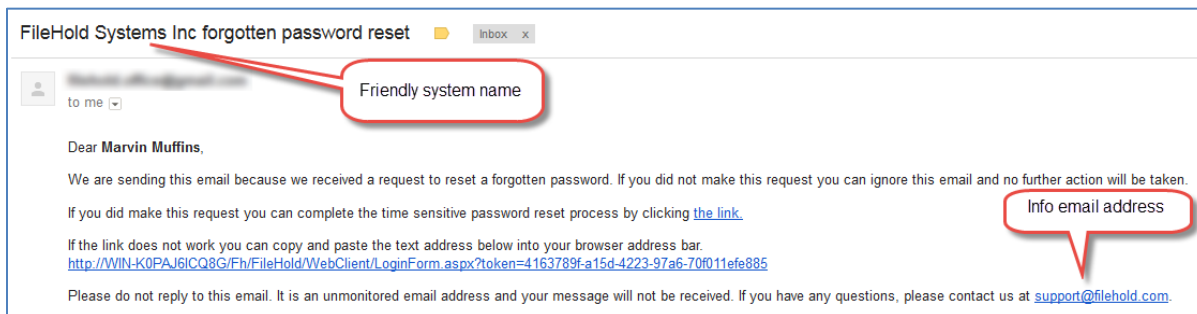 FileHold Systems Inc forgotten password reset
Inbox x
Friendly system name
to me
Dear Marvin Muffins,
We are sending this email because we received a request to reset a forgotten password. If you did not make this request you can ignore this email and no further action will be taken.
If you did make this request you can complete the time sensitive password reset process by clicking the link.
Info email address
If the link does not work you can copy and paste the text address below into your browser address bar.
http://WIN-K0PAJ6ICQ8G/Fh/FileHold/WebClient/LoginForm.aspx?token=4163789f-a15d-4223-97a6-70f011efe885
Please do not reply to this email. It is an unmonitored email address and your message will not be received. If you have any questions, please contact us at support@filehold.com.